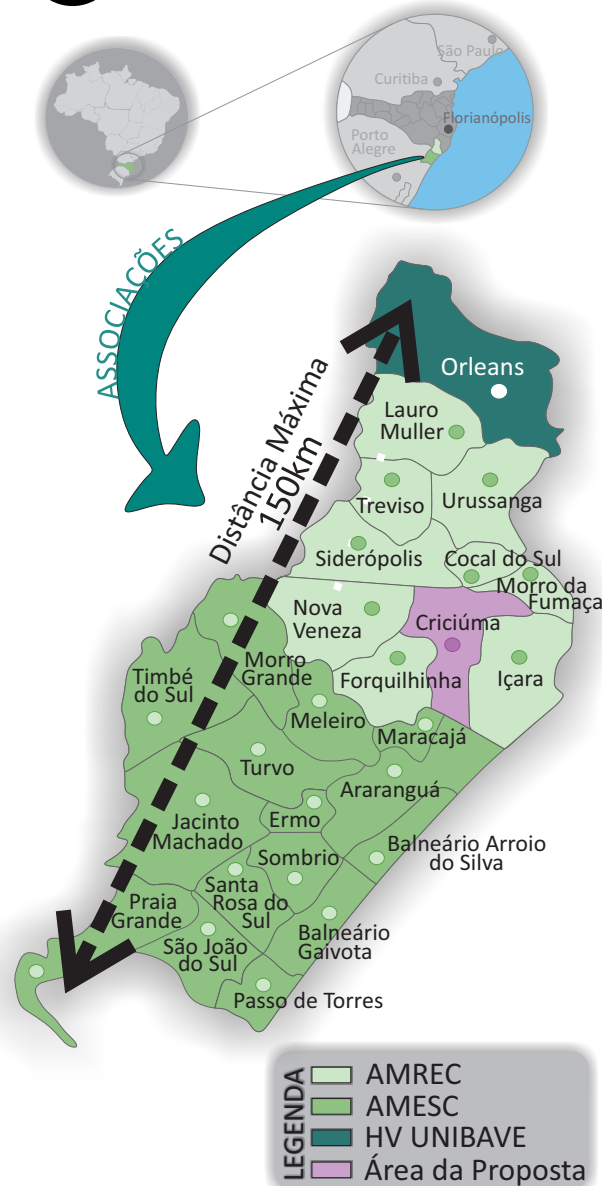 São Paulo
Curitiba
Florianópolis
Porto
Alegre
ASSOCIAÇÕES
Distância Máxima
150km
Orleans
Lauro
Muller
Treviso
Urussanga
Siderópolis
Cocal do Sul
Morro da
Fumaça
Nova
Veneza
Criciúma
Morro
Grande
Forquilhinha
Içara
Timbé
do Sul
Meleiro
Maracajá
Turvo
Araranguá
Ermo
Jacinto
Machado
Sombrio
Balneário Arroio
do Silva
Santa
Rosa do
Sul
Praia
Grande
Balneário
Gaivota
São João
do Sul
Passo de Torres
LEGENDA
AMREC
AMESC
HV UNIBAVE
Área da Proposta